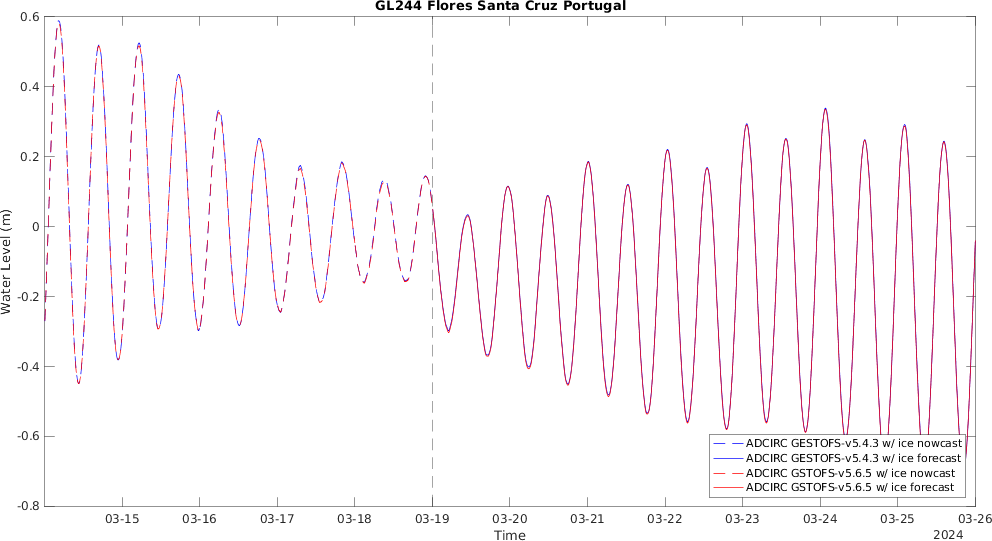 GL244 Flores Santa Cruz Portugal
0.6
0.4
0.2
0
-0.2
-0.4
-0.6
-0.8
Water Level (m)
ADCIRC GESTOFS-v5.4.3 w/ ice nowcast
ADCIRC GESTOFS-v5.4.3 w/ ice forecast
ADCIRC GSTOFS-v5.6.5 w/ ice nowcast
ADCIRC GSTOFS-v5.6.5 w/ ice forecast
03-15 03-16 03-17 03-18 03-19 03-20 03-21 03-22 03-23 03-24 03-25 03-26
Time
2024